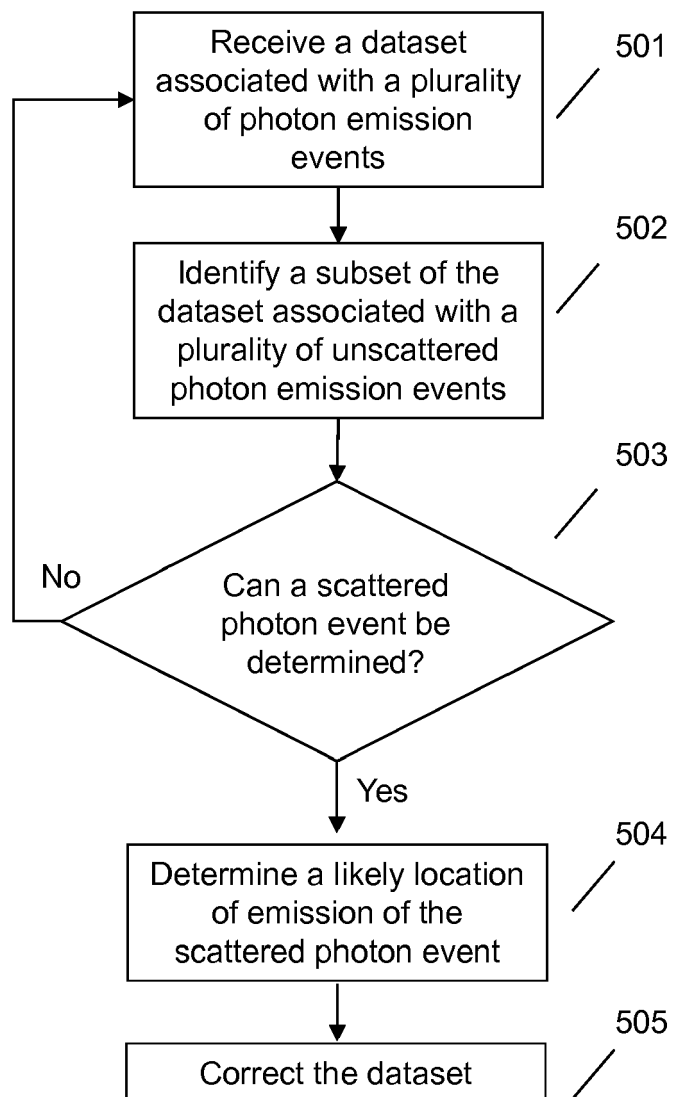 Receive a dataset
associated with a plurality
of photon emission
events
501
Identify a subset of the
dataset associated with a
plurality of unscattered
photon emission events
502
503
No
Can a scattered
photon event be
determined?
Yes
504
Determine a likely location
of emission of the
scattered photon event
505
Correct the dataset